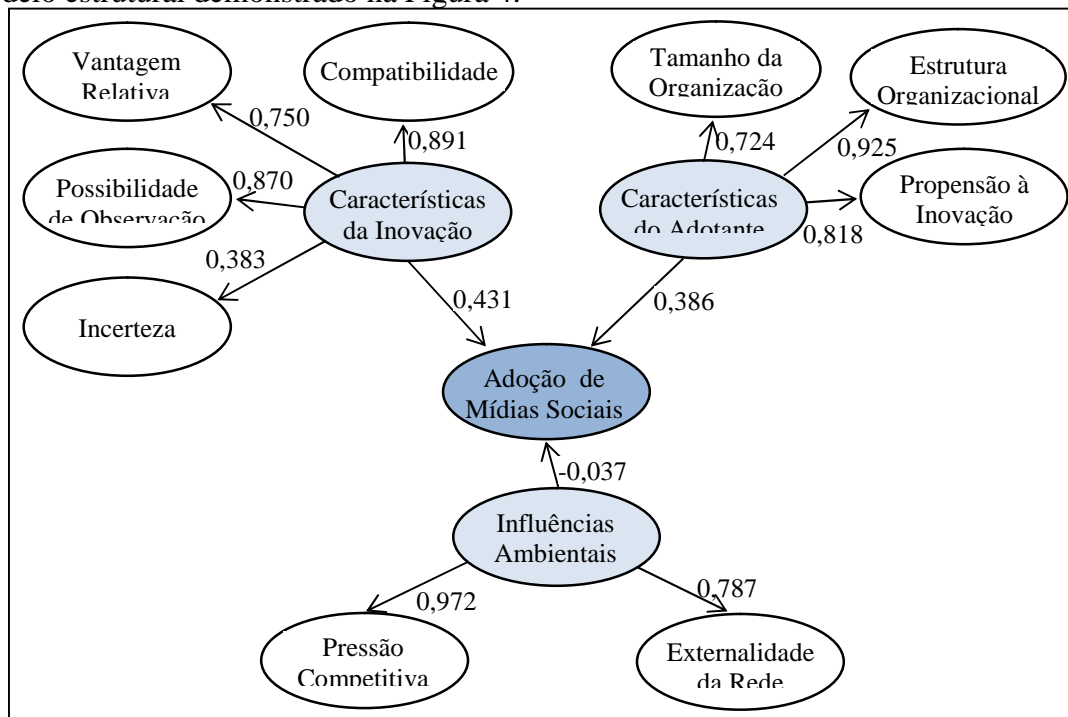 delo estrutural demonstrado na Figura 4.
Vantagem
Relativa
Compatibilidade
Tamanho da
Organização
Estrutura
Organizacional
0,750
0,891
0,724
0,925
Possibilidade
de Observação
0,870
Características
da Inovação
Características
do Adotante
Propensão à
Inovação
0,818
0,383
0,431
0,386
Incerteza
Adoção de
Mídias Sociais
-0,037
Influências
Ambientais
0,972
0,787
Pressão
Competitiva
Externalidade
da Rede